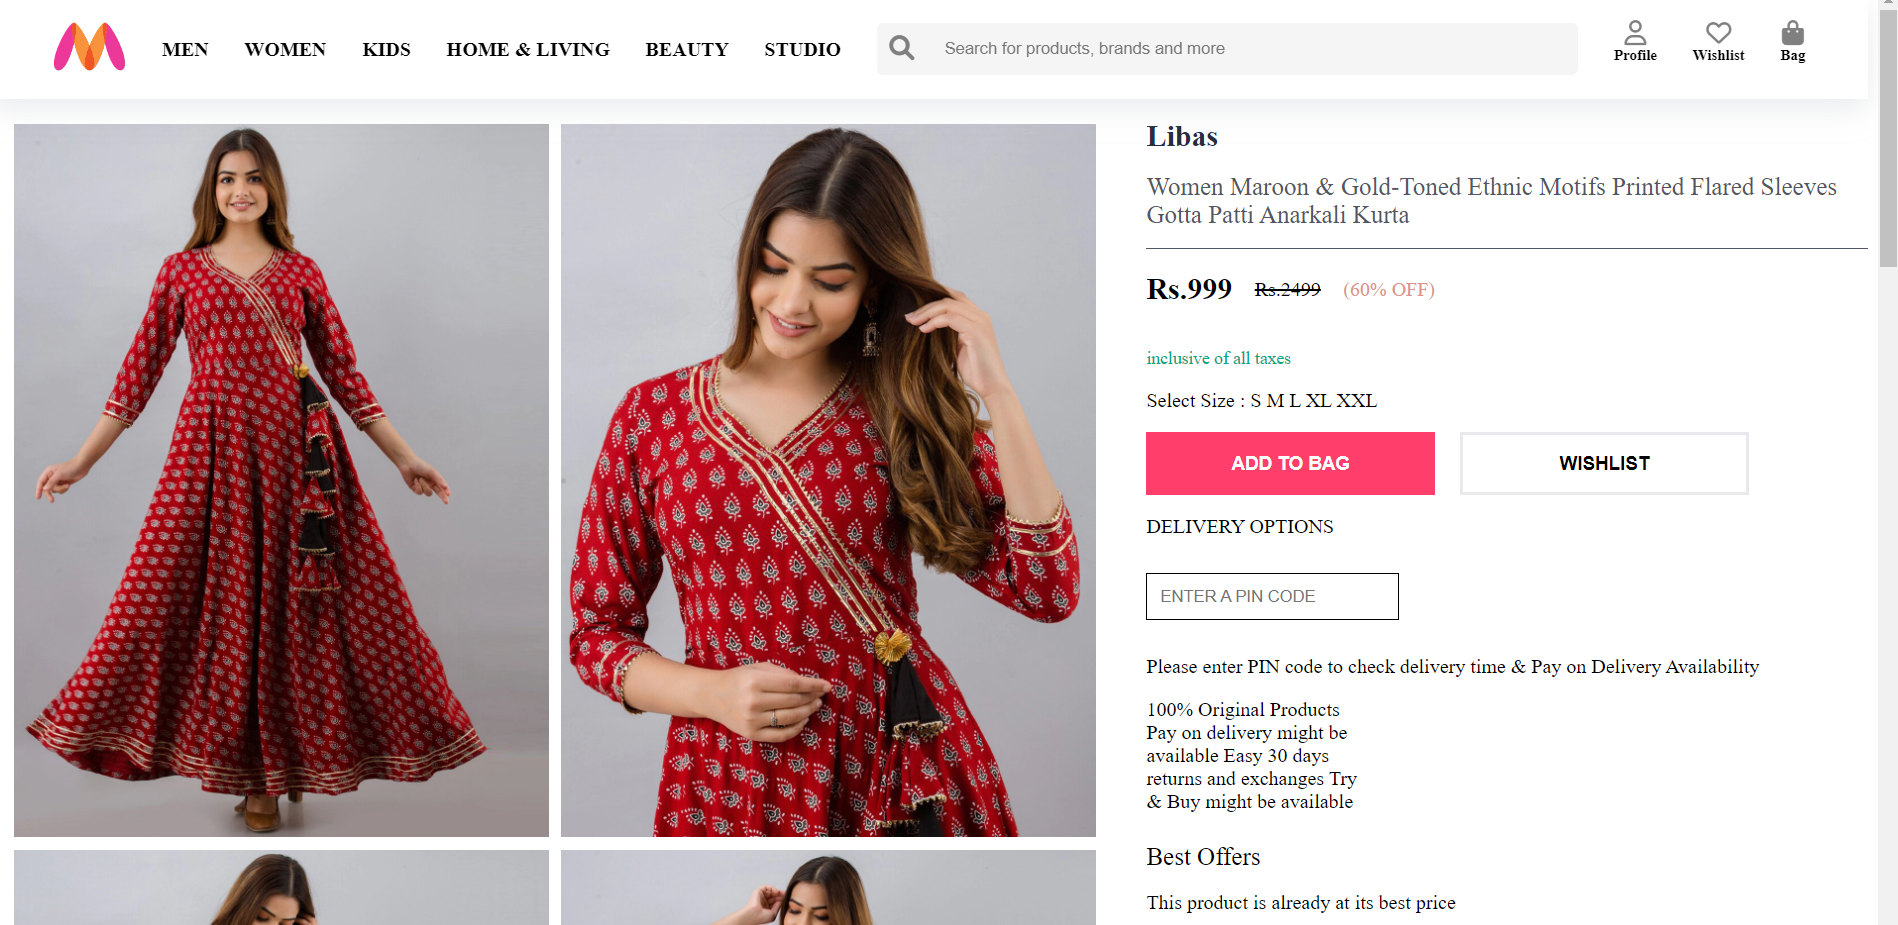 MEN WOMEN KIDS HOME & LIVING BEAUTY STUDIO Search for products, brands and more Profile Wishlist Bag
Libas
Women Maroon & Gold-Toned Ethnic Motifs Printed Flared Sleeves
Gotta Patti Anarkali Kurta
Rs.999 Rs.2499 (60% OFF)
inclusive of all taxes
Select Size : S M L XL XXL
ADD TO BAG WISHLIST
DELIVERY OPTIONS
ENTER A PIN CODE
Please enter PIN code to check delivery time & Pay on Delivery Availability
100% Original Products
Pay on delivery might be
available Easy 30 days
returns and exchanges Try
& Buy might be available
Best Offers
This product is already at its best price